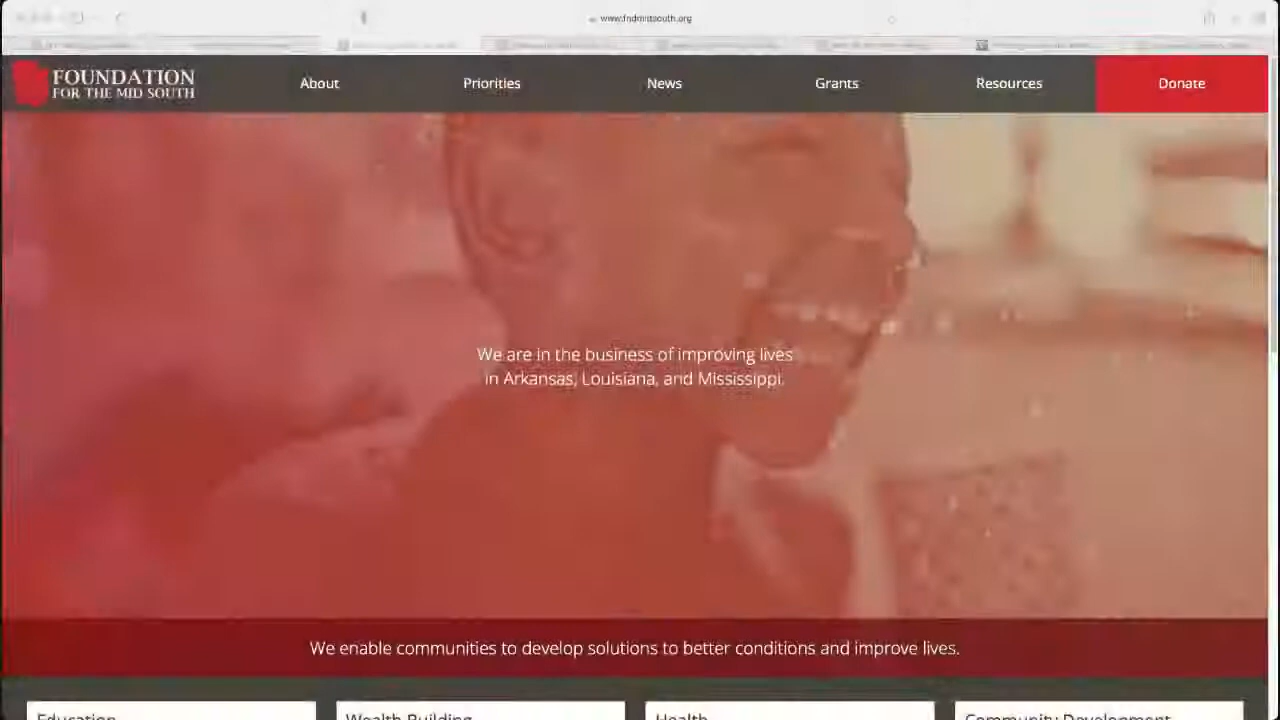 www.fndmidsouth.org
FOUNDATION
FOR THE MID SOUTH
About
Priorities
News
Grants
Resources
Donate
We are in the business of improving lives
in Arkansas, Louisiana, and Mississippi.
We enable communities to develop solutions to better conditions and improve lives.
Education
Wealth Building
Health
Community Development